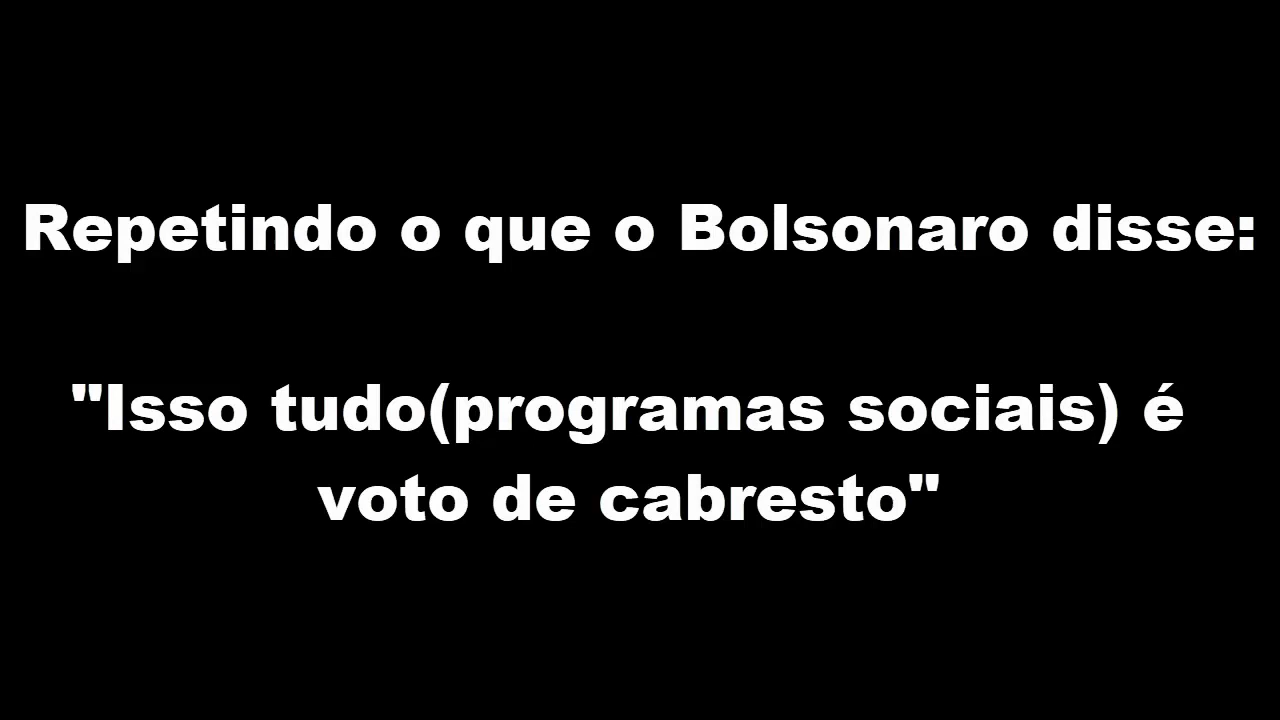 Repetindo o que o Bolsonaro disse:
"Isso tudo(programas sociais) é
voto de cabresto"